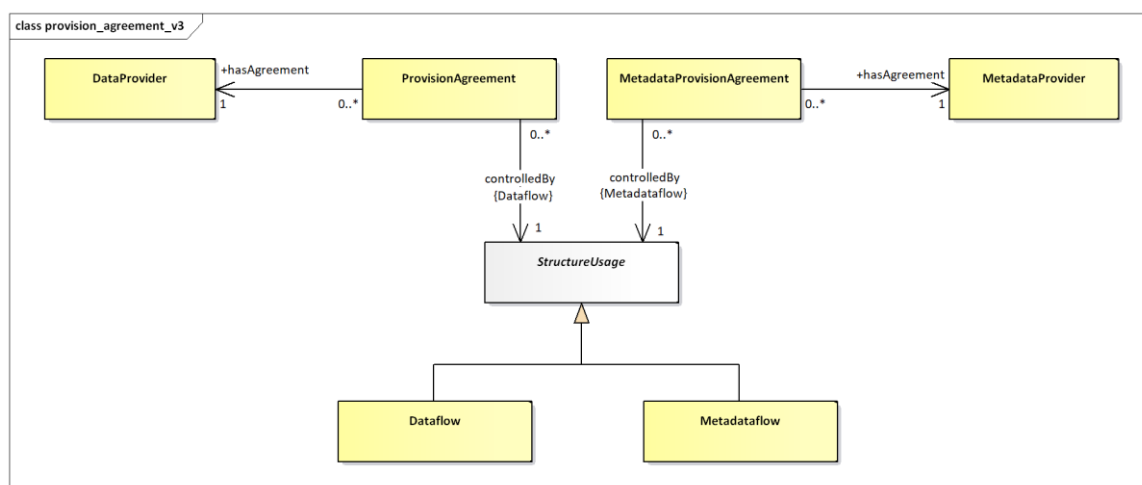 class provision_agreement_v3
DataProvider
+hasAgreement
1
0..*
ProvisionAgreement
MetadataProvisionAgreement
+hasAgreement
0..*
1
MetadataProvider
0..*
0..*
controlledBy
{Dataflow}
controlledBy
{Metadataflow}
1
1
StructureUsage
Dataflow
Metadataflow